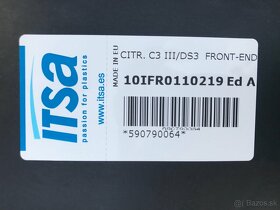 ITSA
passion for plastics
www.itsa.es
MADE IN EU
CITR. C3 III/DS3 FRONT-END
10IFR0110219 Ed A
*590790064*
bazar.sk